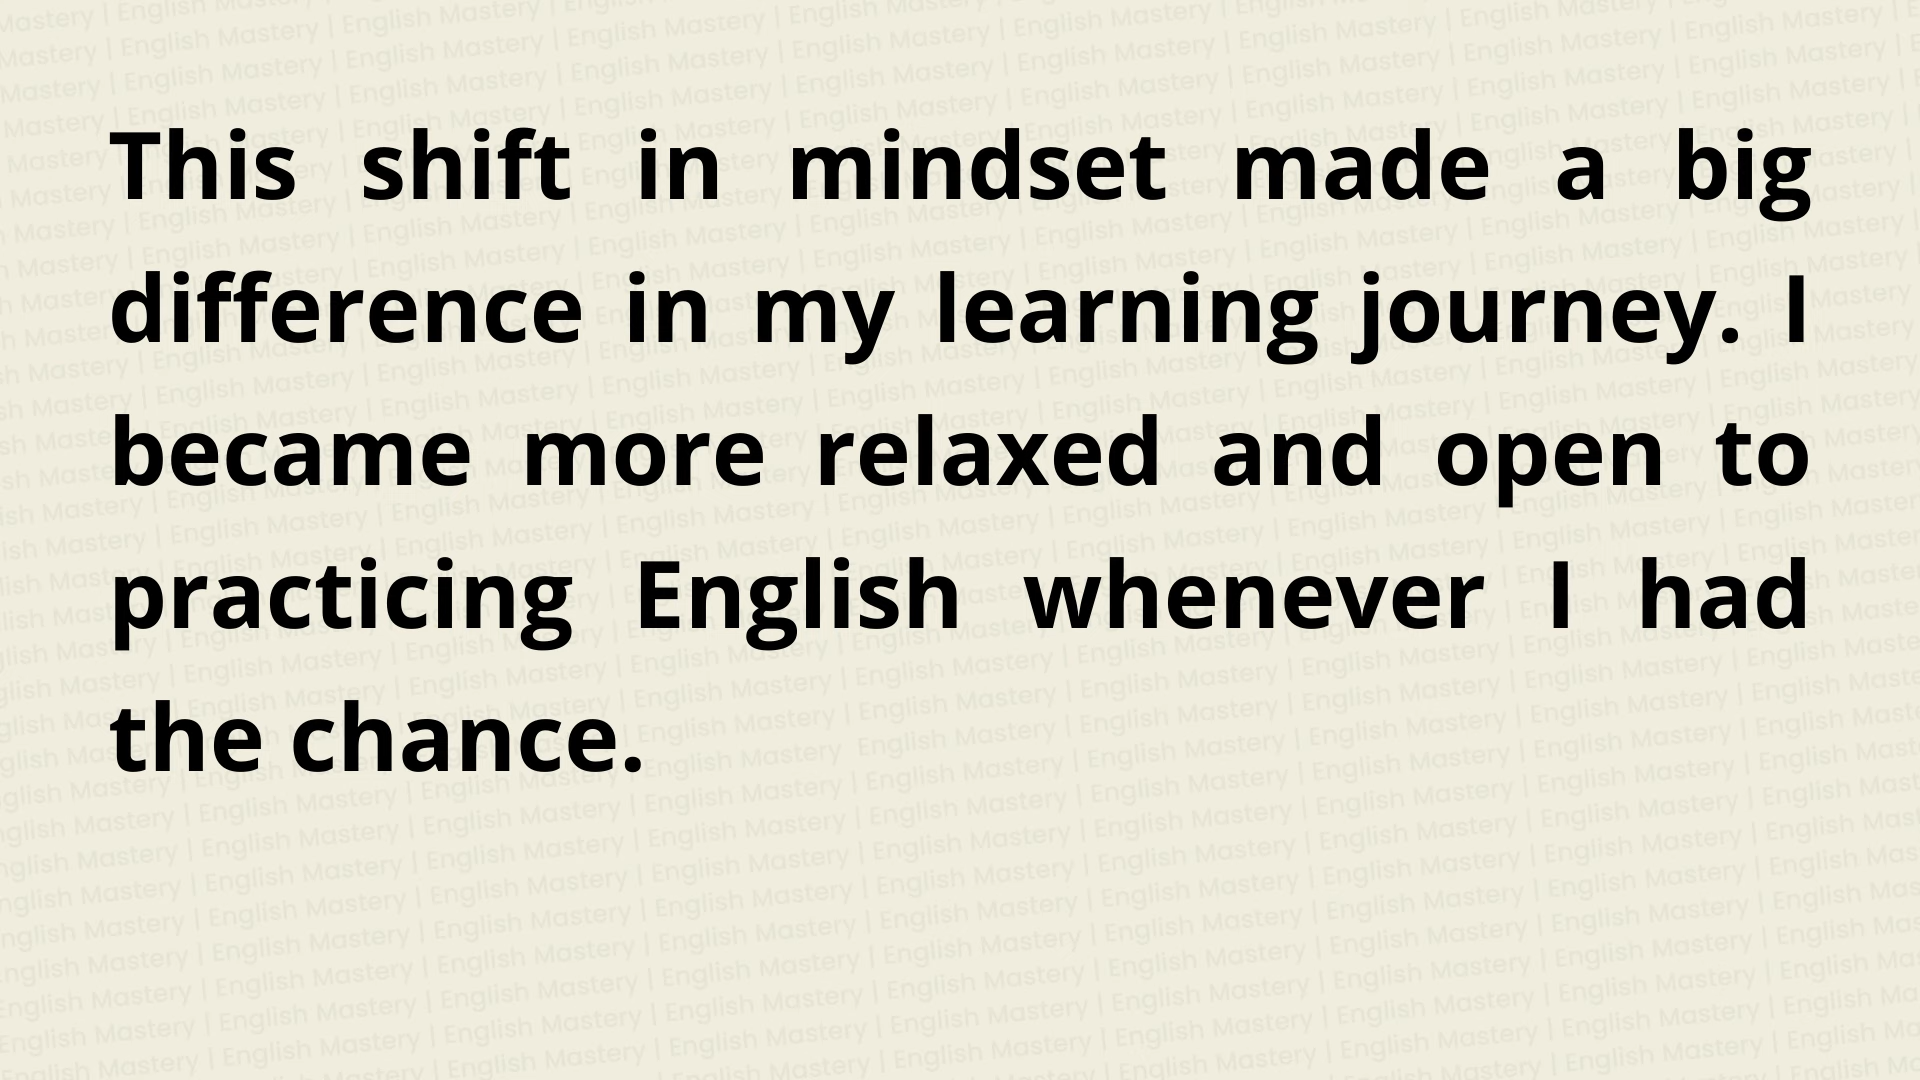 This shift in mindset made a big
difference in my learning journey. I
became more relaxed and open to
practicing English whenever I had
the chance.